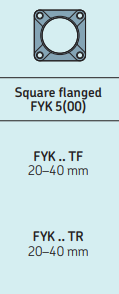 Square flanged
FYK 5(00)
FYK .. TF
20–40 mm
FYK .. TR
20–40 mm